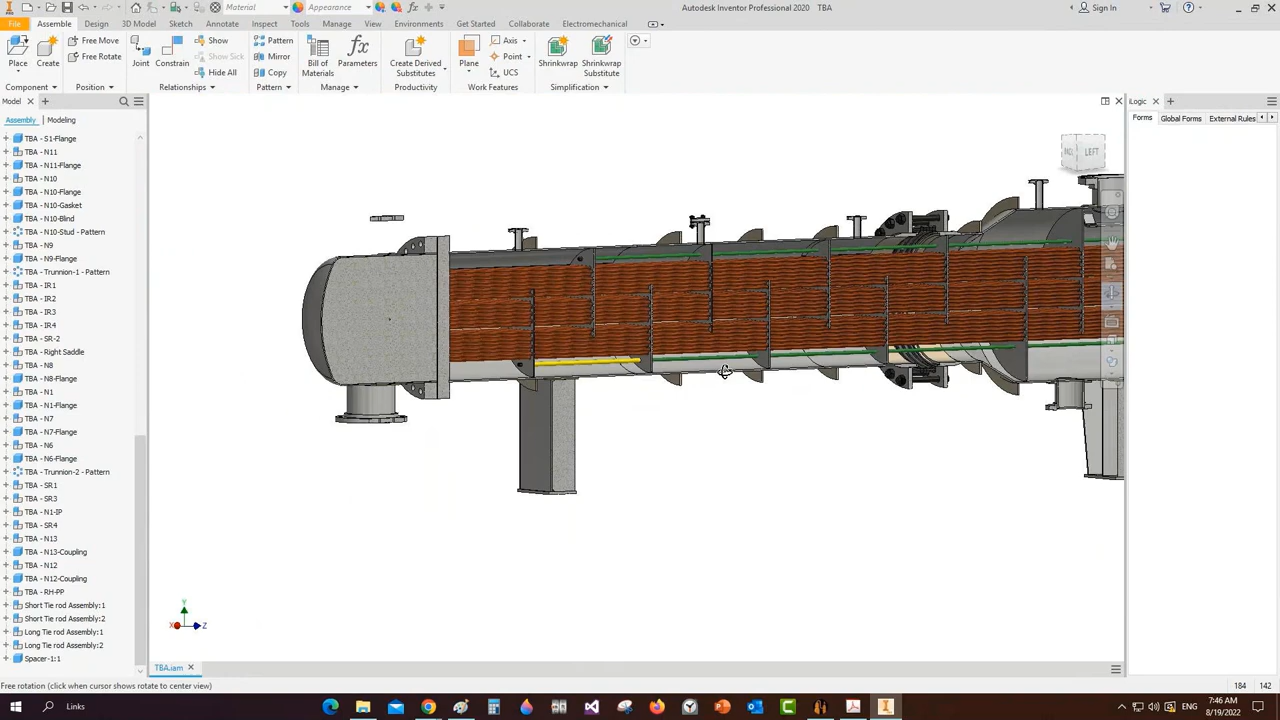 Material
Appearance
Autodesk Inventor Professional 2020
TBA
Sign In
File
Assemble
Design
3D Model
Sketch
Annotate
Inspect
Tools
Manage
View
Environments
Get Started
Collaborate
Electromechanical
Place
Create
Free Move
Free Rotate
Joint
Constrain
Show
Show Sick
Hide All
Pattern
Mirror
Copy
Bill of
Materials
Parameters
Create Derived
Substitutes
Plane
Axis
Point
UCS
Shrinkwrap
Shrinkwrap
Substitute
Component
Position
Relationships
Pattern
Manage
Productivity
Work Features
Simplification
Model
Assembly
Modeling
TBA - S1-Flange
TBA - N11
TBA - N11-Flange
TBA - N10
TBA - N10-Flange
TBA - N10-Gasket
TBA - N10-Blind
TBA - N10-Stud - Pattern
TBA - N9
TBA - N9-Flange
TBA - Trunnion-1 - Pattern
TBA - IR1
TBA - IR2
TBA - IR3
TBA - IR4
TBA - SR-2
TBA - Right Saddle
TBA - N8
TBA - N8-Flange
TBA - N1
TBA - N1-Flange
TBA - N7
TBA - N7-Flange
TBA - N6
TBA - N6-Flange
TBA - Trunnion-2 - Pattern
TBA - SR1
TBA - SR3
TBA - N1-IP
TBA - SR4
TBA - N13
TBA - N13-Coupling
TBA - N12
TBA - N12-Coupling
TBA - RH-PP
Short Tie rod Assembly:1
Short Tie rod Assembly:2
Long Tie rod Assembly:1
Long Tie rod Assembly:2
Spacer-1:1
LEFT
iLogic
Forms
Global Forms
External Rules
Y
X
Z
TBA.iam
Free rotation (click when cursor shows rotate to center view)
184
142
Links
ENG
7:46 AM
8/19/2022